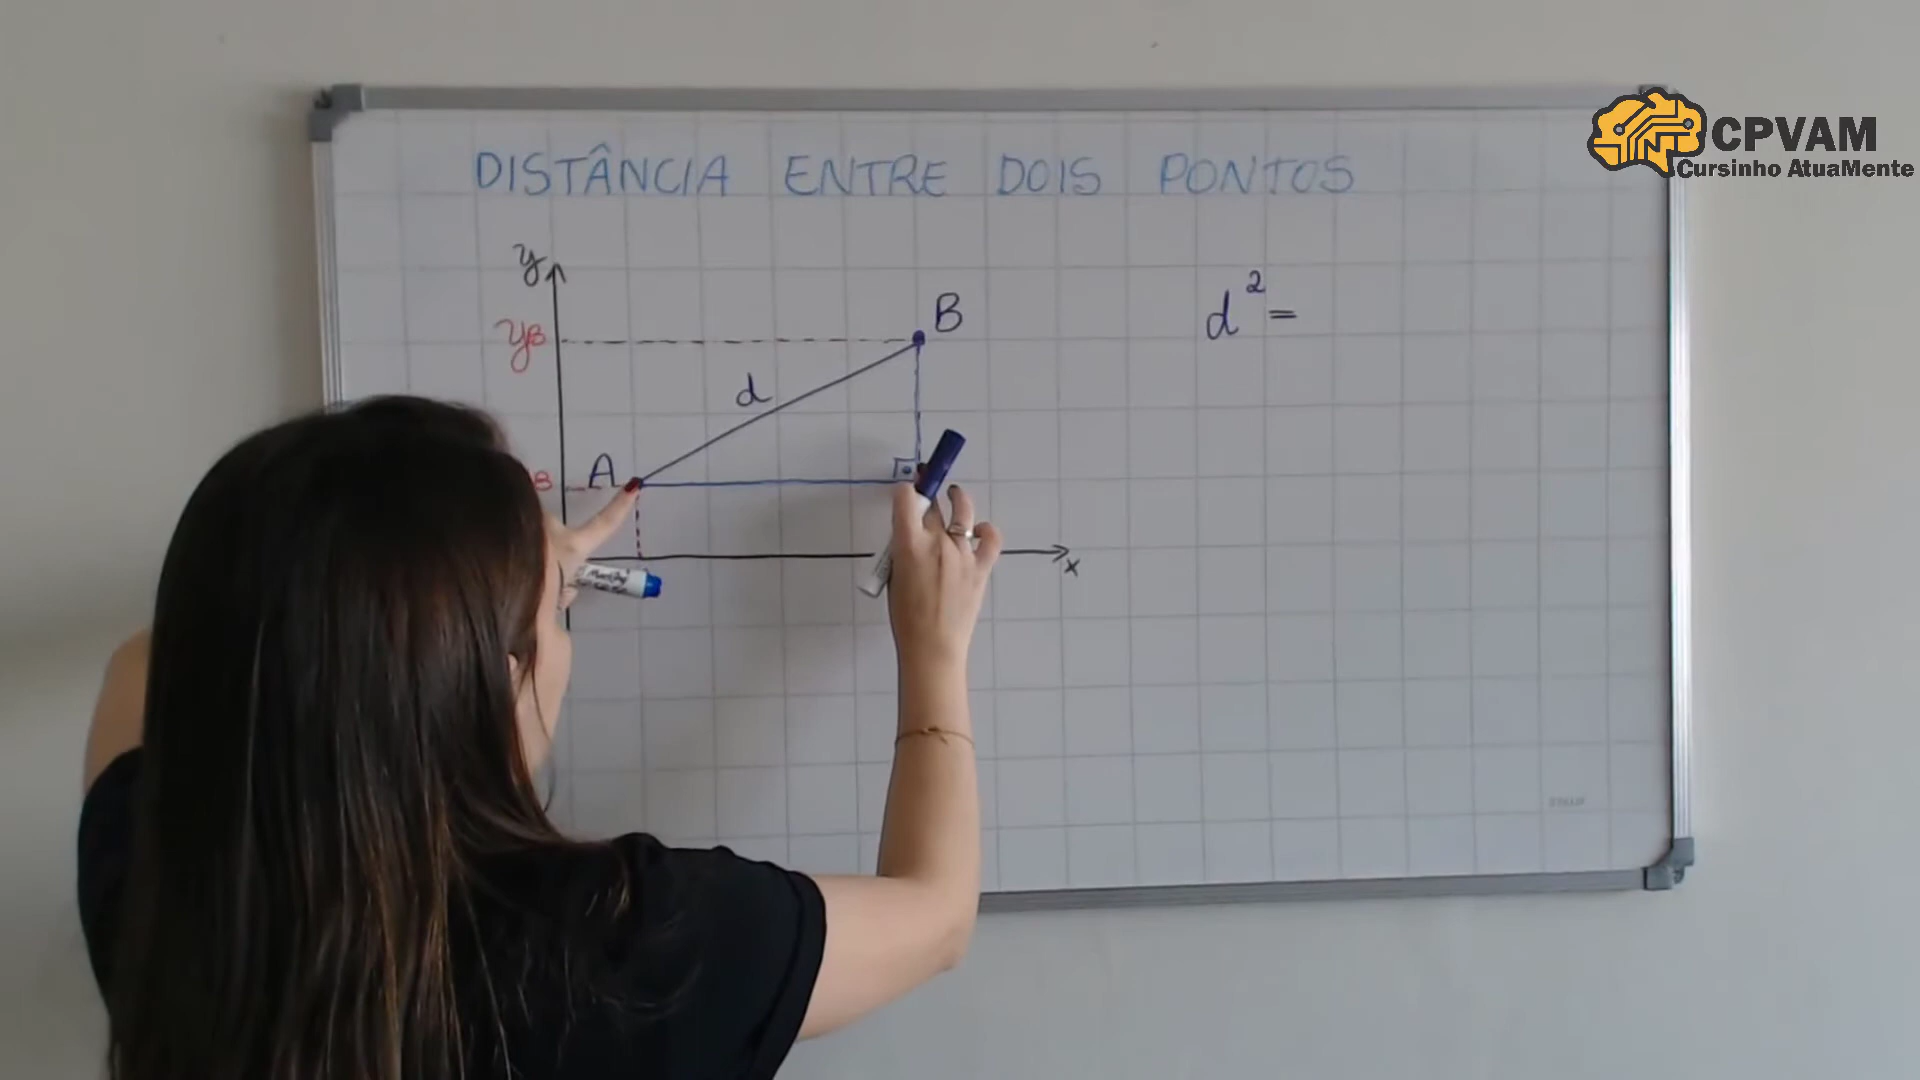 CPVAM
Cursinho AtuaMente
DISTÂNCIA ENTRE DOIS PONTOS
y
yB
B
d
A
B
x
d² =